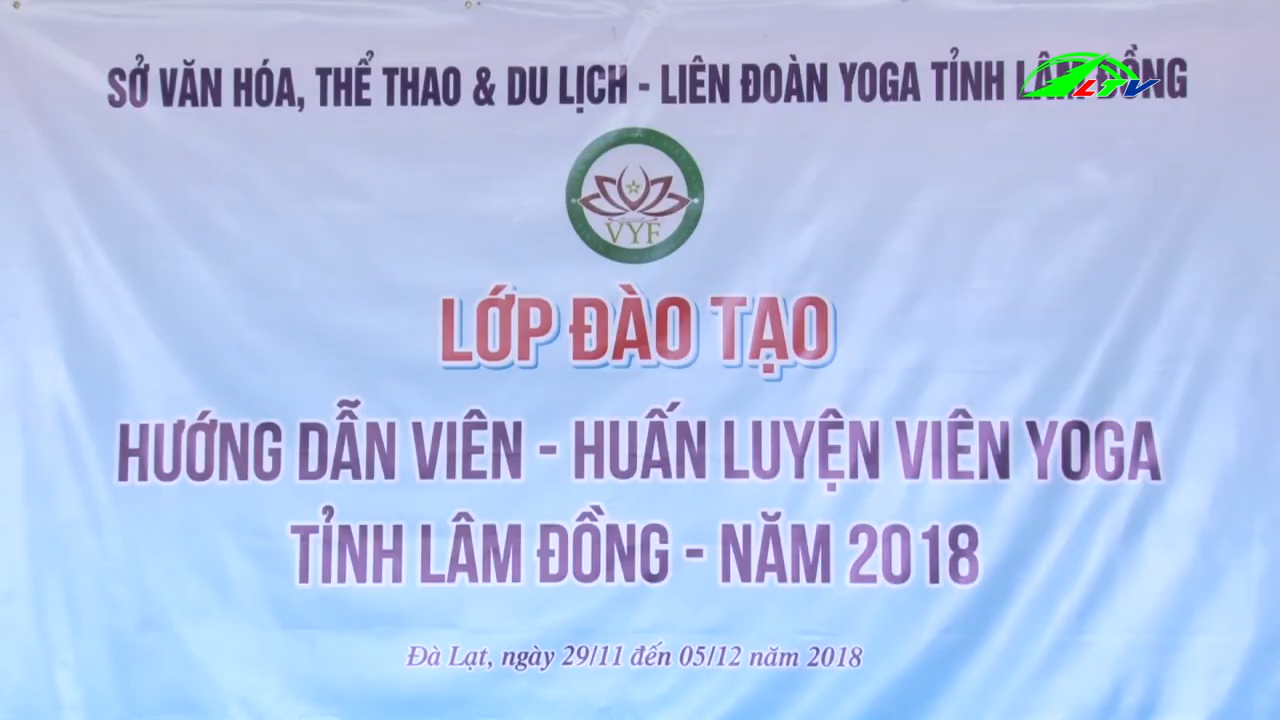 SỞ VĂN HÓA, THỂ THAO & DU LỊCH - LIÊN ĐOÀN YOGA TỈNH LÂM ĐỒNG
LTV
VYF
LỚP ĐÀO TẠO
HƯỚNG DẪN VIÊN - HUẤN LUYỆN VIÊN YOGA
TỈNH LÂM ĐỒNG - NĂM 2018
Đà Lạt, ngày 29/11 đến 05/12 năm 2018